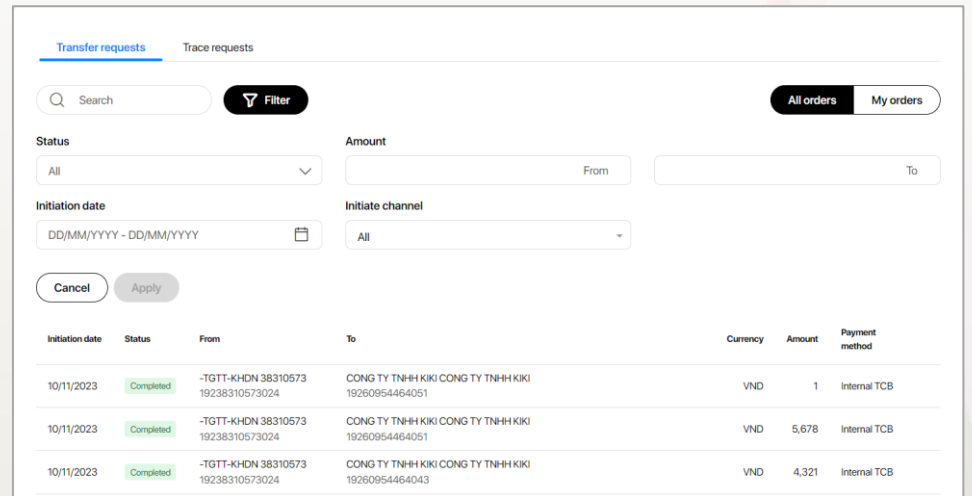 Transfer requests Trace requests
Search Filter All orders My orders
Status Amount
All From To
Initiation date Initiate channel
DD/MM/YYYY - DD/MM/YYYY All
Cancel Apply
Initiation date Status From To Currency Amount Payment method
10/11/2023 Completed -TGTT-KHDN 38310573 CONG TY TNHH KIKI CONG TY TNHH KIKI VND 1 Internal TCB
19238310573024 19260954464051
10/11/2023 Completed -TGTT-KHDN 38310573 CONG TY TNHH KIKI CONG TY TNHH KIKI VND 5,678 Internal TCB
19238310573024 19260954464051
10/11/2023 Completed -TGTT-KHDN 38310573 CONG TY TNHH KIKI CONG TY TNHH KIKI VND 4,321 Internal TCB
19238310573024 19260954464043